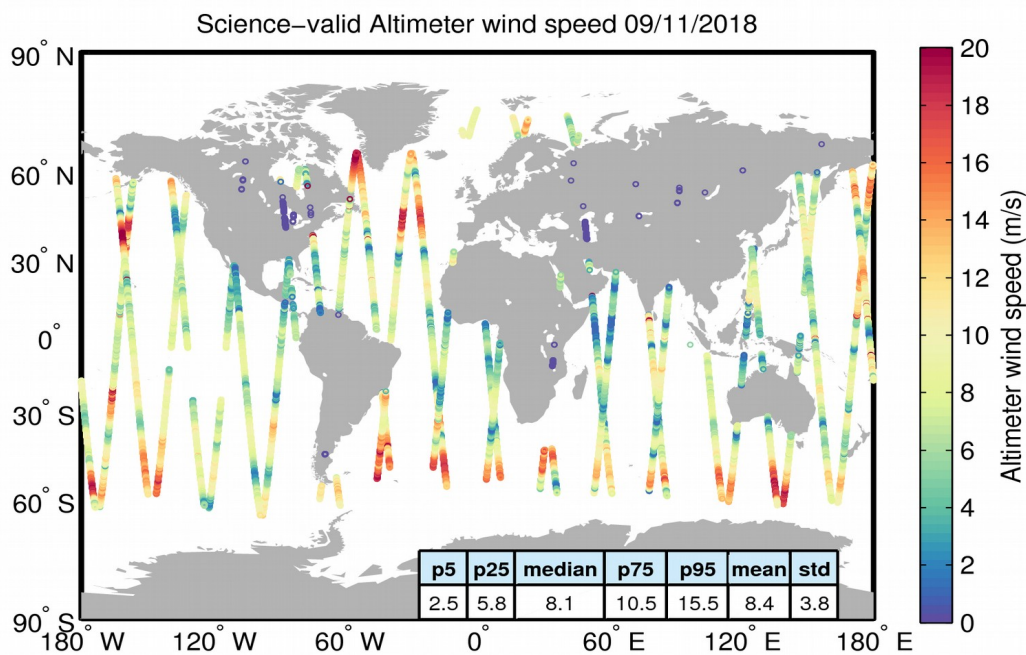 Science-valid Altimeter wind speed 09/11/2018
90° N
60° N
30° N
0°
30° S
60° S
90° S
180° W
120° W
60° W
0°
60° E
120° E
180° E
20
18
16
14
12
10
8
6
4
2
0
Altimeter wind speed (m/s)
p5 p25 median p75 p95 mean std
2.5 5.8 8.1 10.5 15.5 8.4 3.8